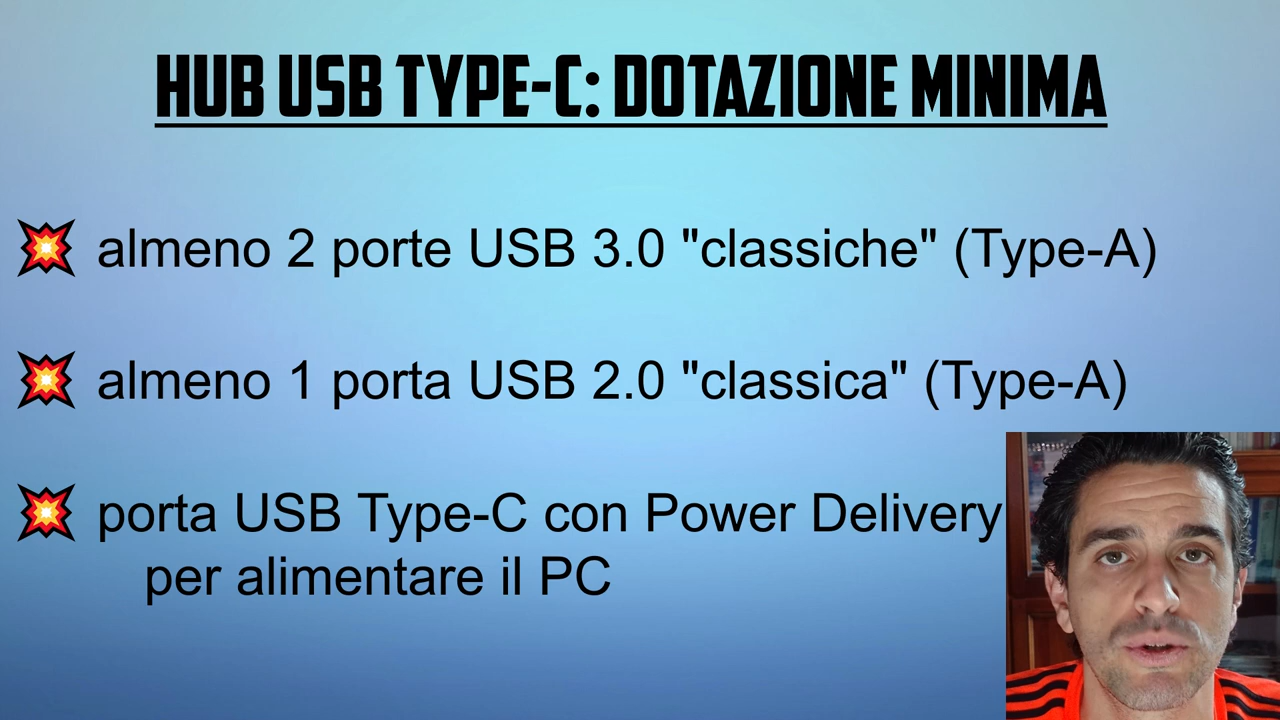 HUB USB TYPE-C: DOTAZIONE MINIMA
almeno 2 porte USB 3.0 "classiche" (Type-A)
almeno 1 porta USB 2.0 "classica" (Type-A)
porta USB Type-C con Power Delivery
per alimentare il PC